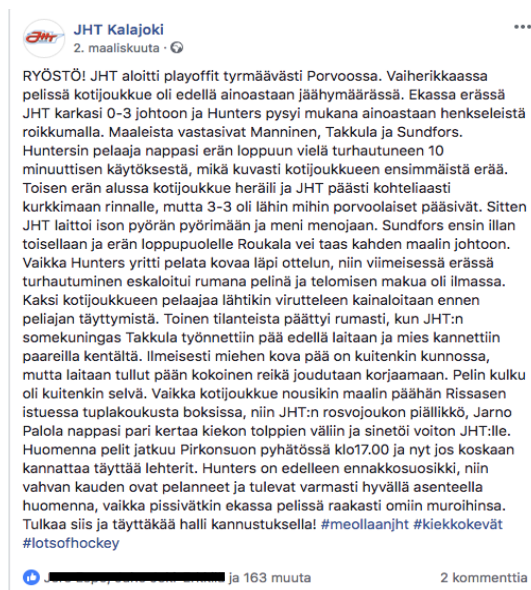 JHT
JHT Kalajoki
2. maaliskuuta ·
RYÖSTÖ! JHT aloitti playoffit tyrmäävästi Porvoossa. Vaiherikkaassa
pelissä kotijoukkue oli edellä ainoastaan jäähymäärässä. Ekassa erässä
JHT karkasi 0-3 johtoon ja Hunters pysyi mukana ainoastaan henkseleistä
roikkumalla. Maaleista vastasivat Manninen, Takkula ja Sundfors.
Huntersin pelaaja nappasi erän loppuun vielä turhautuneen 10
minuuttisen käytöksestä, mikä kuvasti kotijoukkueen ensimmäistä erää.
Toisen erän alussa kotijoukkue heräili ja JHT päästi kohteliaasti
kurkkimaan rinnalle, mutta 3-3 oli lähin mihin porvoolaiset pääsivät. Sitten
JHT laittoi ison pyörän pyörimään ja meni menojaan. Sundfors ensin illan
toisellaan ja erän loppupuolelle Roukala vei taas kahden maalin johtoon.
Vaikka Hunters yritti pelata kovaa läpi ottelun, niin viimeisessä erässä
turhautuminen eskaloitui rumana pelinä ja telomisen makua oli ilmassa.
Kaksi kotijoukkueen pelaajaa lähtikin virutteleen kainaloitaan ennen
peliajan täyttymistä. Toinen tilanteista päättyi rumasti, kun JHT:n
somekuningas Takkula työnnettiin pää edellä laitaan ja mies kannettiin
paareilla kentältä. Ilmeisesti miehen kova pää on kuitenkin kunnossa,
mutta laitaan tullut pään kokoinen reikä joudutaan korjaamaan. Pelin kulku
oli kuitenkin selvä. Vaikka kotijoukkue nousikin maalin päähän Rissasen
istuessa tuplakoukusta boksissa, niin JHT:n rosvojoukon piällikkö, Jarno
Palola nappasi pari kertaa kiekon tolppien väliin ja sinetöi voiton JHT:lle.
Huomenna pelit jatkuu Pirkonsuon pyhätössä klo17.00 ja nyt jos koskaan
kannattaa täyttää lehterit. Hunters on edelleen ennakkosuosikki, niin
vahvan kauden ovat pelanneet ja tulevat varmasti hyvällä asenteella
huomenna, vaikka pissivätkin ekassa pelissä raakasti omiin muroihinsa.
Tulkaa siis ja täyttäkää halli kannustuksella! #meollaanjht #kiekkokevät
#lotsofhockey
ja 163 muuta 2 kommenttia